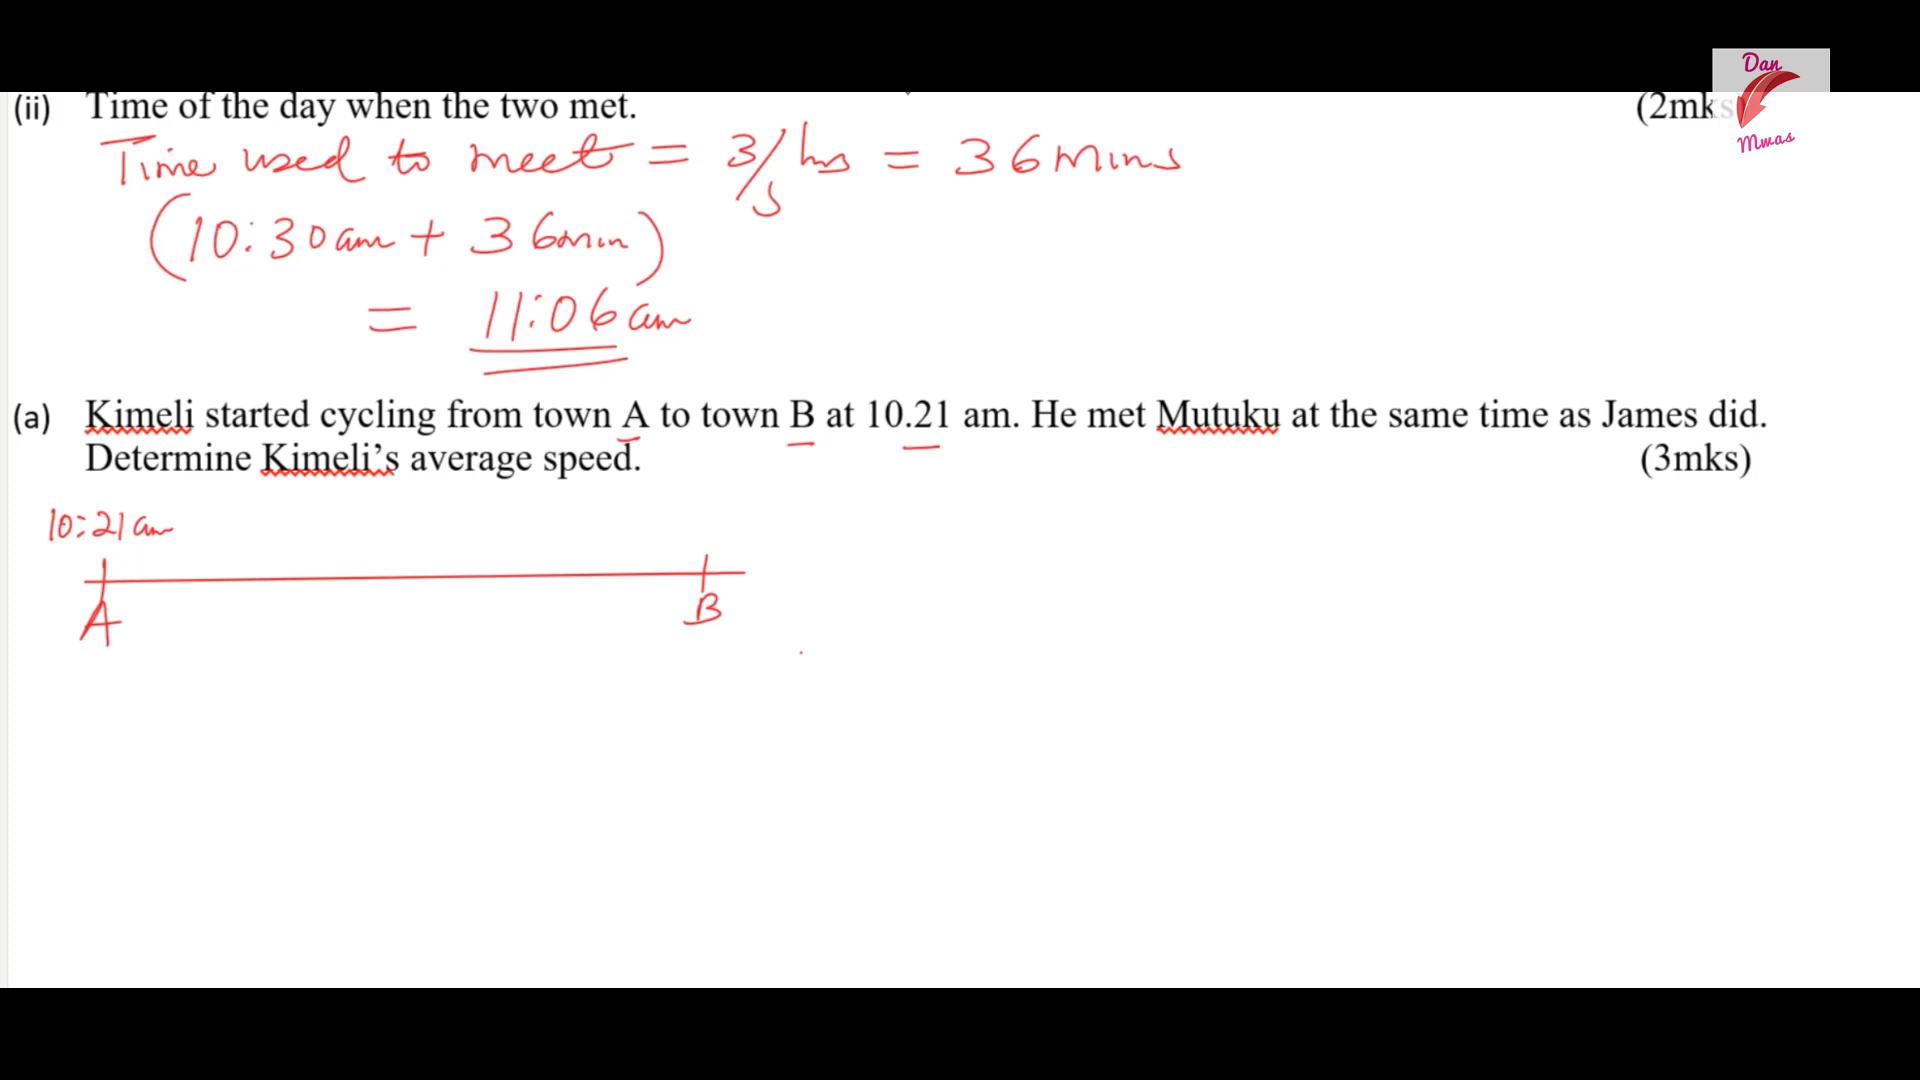 Dan
Mwas
(ii) Time of the day when the two met. (2mks
Time used to meet = 3/5 hrs = 36 mins
(10:30 am + 36 min)
= 11:06 am
(a) Kimeli started cycling from town A to town B at 10.21 am. He met Mutuku at the same time as James did.
Determine Kimeli’s average speed. (3mks)
10:21 am
A B